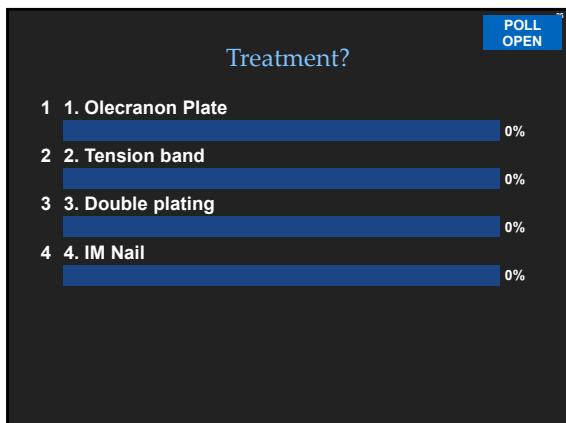 POLL
OPEN
Treatment?
1 1. Olecranon Plate
0%
2 2. Tension band
0%
3 3. Double plating
0%
4 4. IM Nail
0%